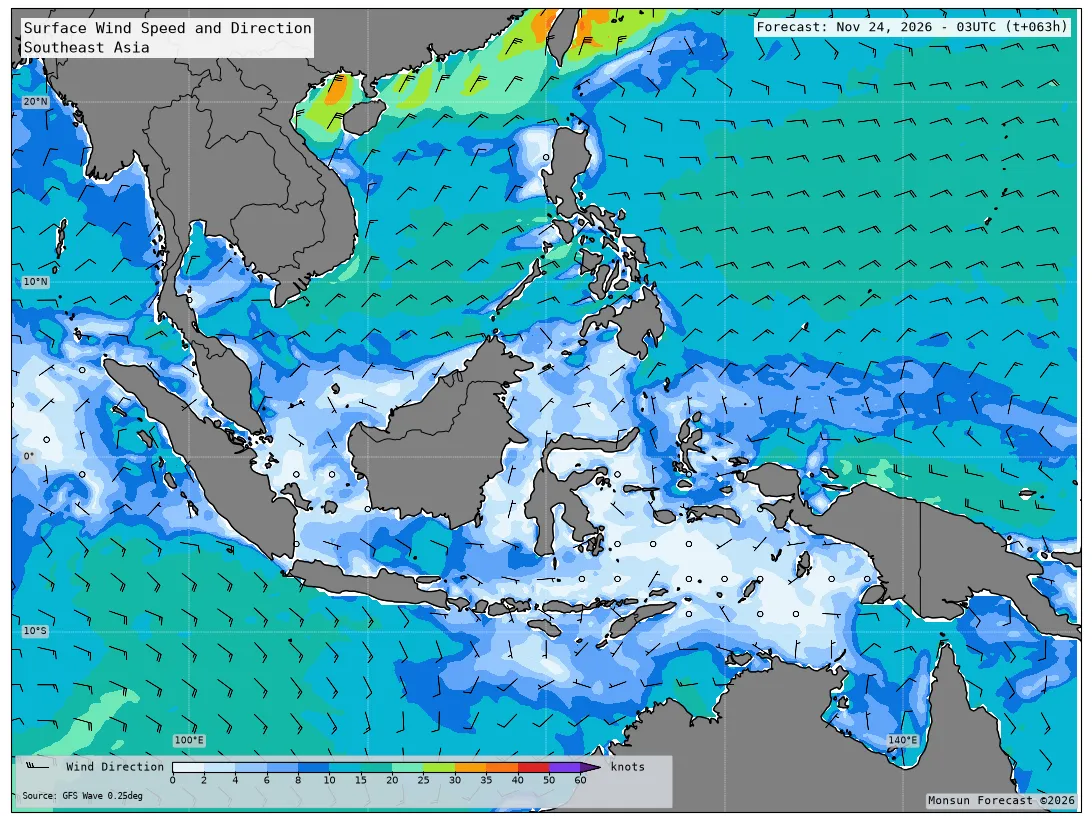 Surface Wind Speed and Direction
Southeast Asia
Forecast: Nov 24, 2026 - 03UTC (t+063h)
20°N
10°N
0°
10°S
100°E
140°E
Wind Direction
0 2 4 6 8 10 15 20 25 30 35 40 50 60
knots
Source: GFS Wave 0.25deg
Monsun Forecast ©2026